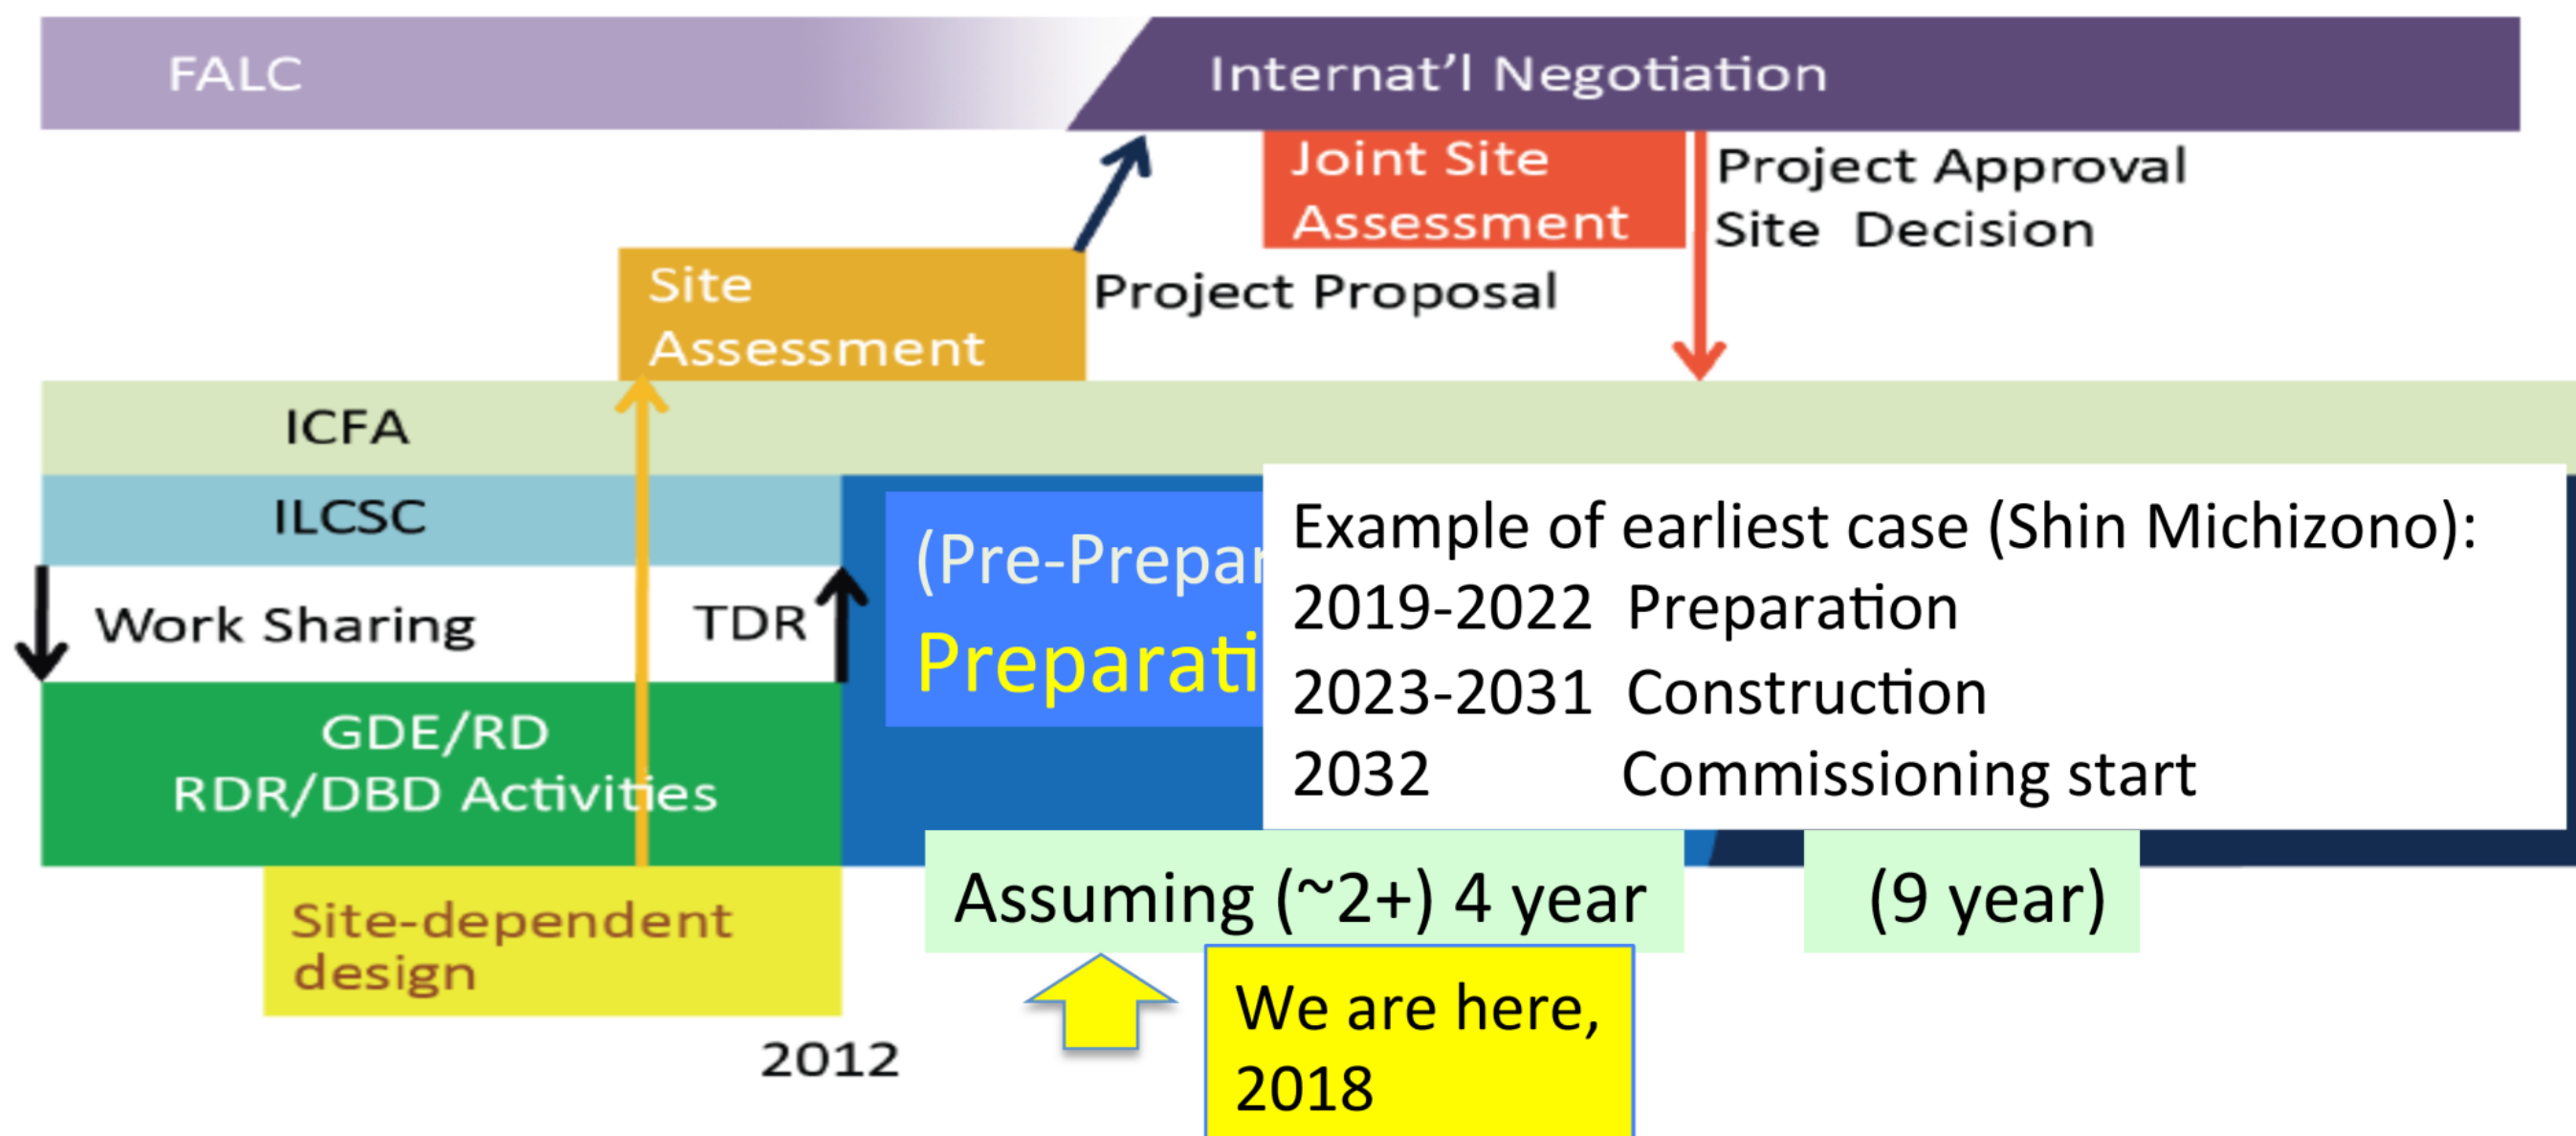 FALC
Internat'l Negotiation
Joint Site
Assessment
Project Approval
Site Decision
Site
Assessment
Project Proposal
ICFA
ILCSC
Work Sharing
TDR
(Pre-Prepar
Preparati
Example of earliest case (Shin Michizono):
2019-2022 Preparation
2023-2031 Construction
2032 Commissioning start
GDE/RD
RDR/DBD Activities
Assuming (~2+) 4 year
(9 year)
Site-dependent
design
We are here,
2018
2012